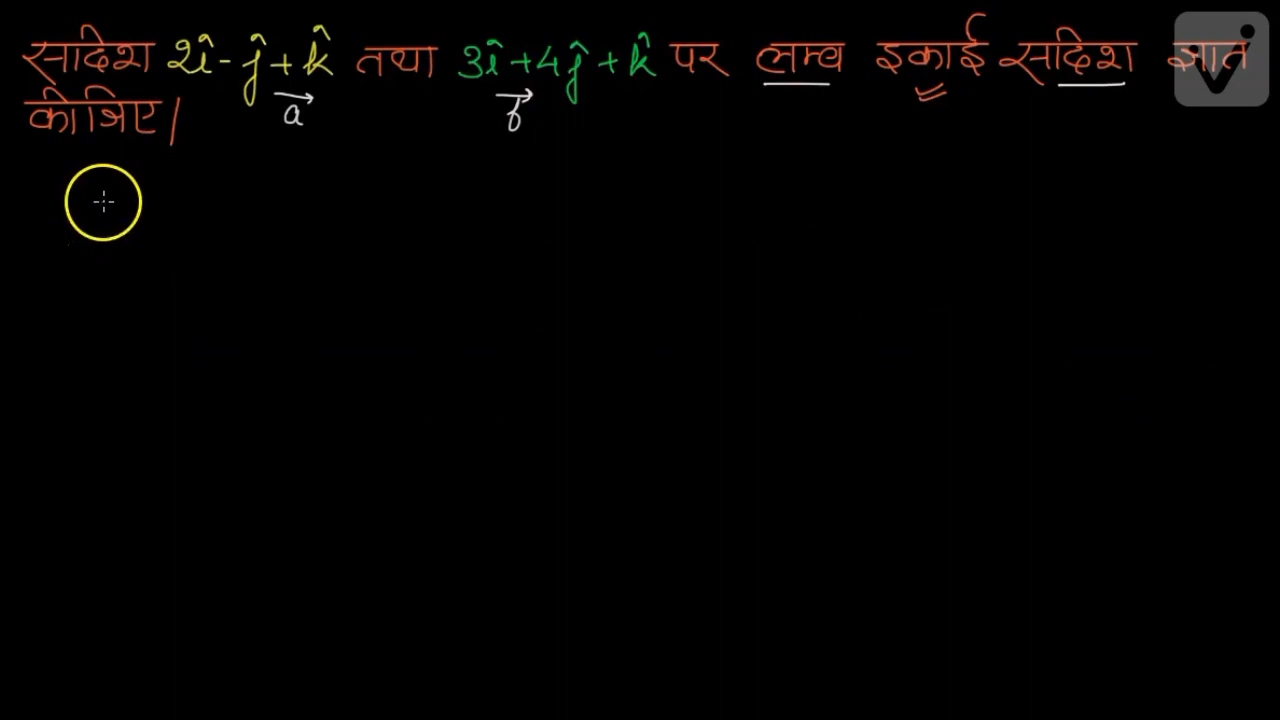 सदिश 2î - ĵ + k̂ तथा 3î + 4ĵ + k̂ पर लम्ब इकाई सदिश ज्ञात
a⃗ b⃗
कीजिए।